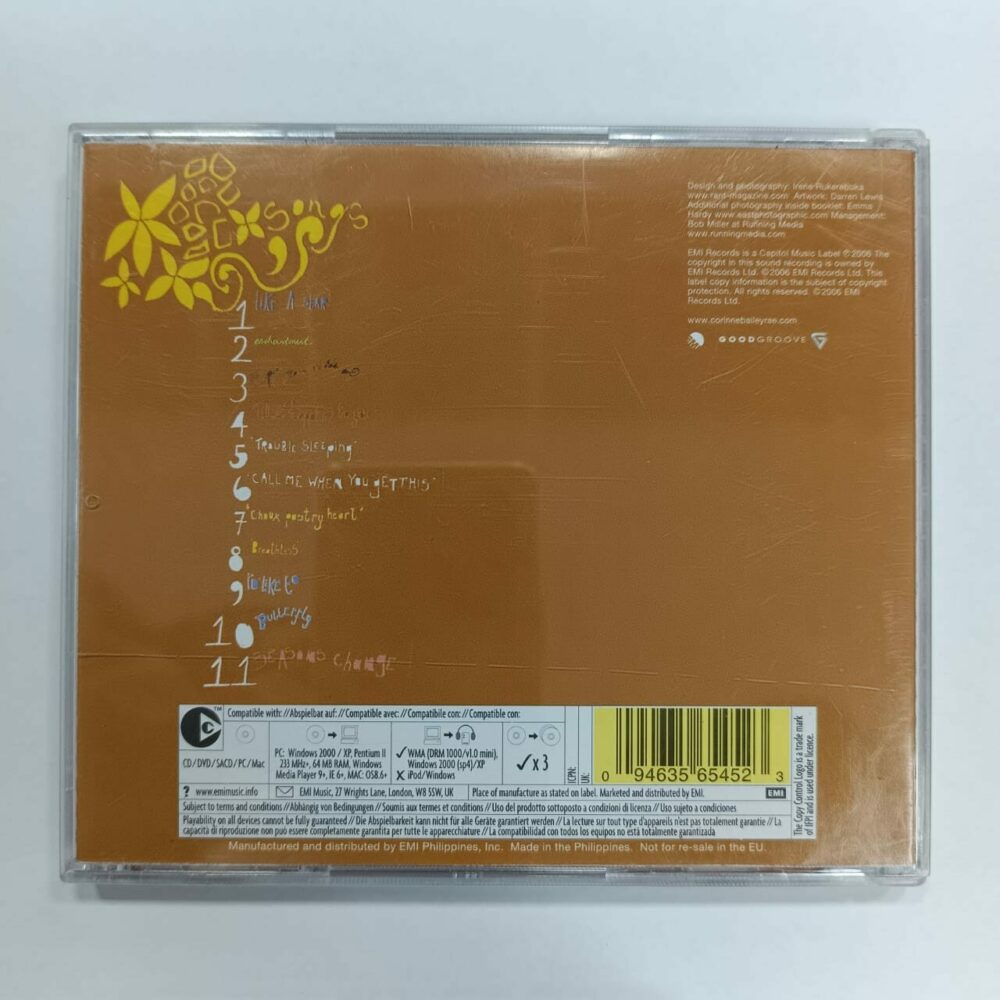 Songs
1 LIKE A STAR
2 enchantment
3
4
5 "TROUBLE SLEEPING"
6 "CALL ME WHEN YOU GET THIS"
7 "Choux pastry heart"
8 Breathless
9 I'D LIKE to
10 Butterfly
11 SEASONS change
Design and photography: Irene Rukerebuka
www.rant-magazine.com Artwork: Darren Lewis
Additional photography inside booklet: Emma
Hardy www.eastphotographic.com Management:
Bob Miller at Running Media
www.runningmedia.com
EMI Records is a Capitol Music Label ℗2006 The
copyright in this sound recording is owned by
EMI Records Ltd. ©2006 EMI Records Ltd. This
label copy information is the subject of copyright
protection. All rights reserved. ©2006 EMI
Records Ltd.
www.corinnebaileyrae.com
GOODGROOVE
Compatible with: // Abspielbar auf: // Compatible avec: // Compatibile con: // Compatible con:
CD/DVD/SACD/PC/Mac
PC: Windows 2000 / XP, Pentium II
233 MHz+, 64 MB RAM, Windows
Media Player 9+, IE 6+, MAC: OS8.6+
✓ WMA (DRM 1000/v1.0 mini),
Windows 2000 (sp4)/XP
X iPod/Windows
✓ x 3
ICPN:
UK:
0 94635 65452 3
The Copy Control Logo is a trade mark
of IFPI and is used under licence.
? www.emimusic.info
EMI Music, 27 Wrights Lane, London, W8 5SW, UK
Place of manufacture as stated on label. Marketed and distributed by EMI.
EMI
Subject to terms and conditions // Abhängig von Bedingungen // Soumis aux termes et conditions // Uso del prodotto sottoposto a condizioni di licenza // Uso sujeto a condiciones
Playability on all devices cannot be fully guaranteed // Die Abspielbarkeit kann nicht für alle Geräte garantiert werden // La lecture sur tout type d'appareils n'est pas totalement garantie // La
capacità di riproduzione non può essere completamente garantita per tutte le apparecchiature // La compatibilidad con todos los equipos no está totalmente garantizada
Manufactured and distributed by EMI Philippines, Inc. Made in the Philippines. Not for re-sale in the EU.